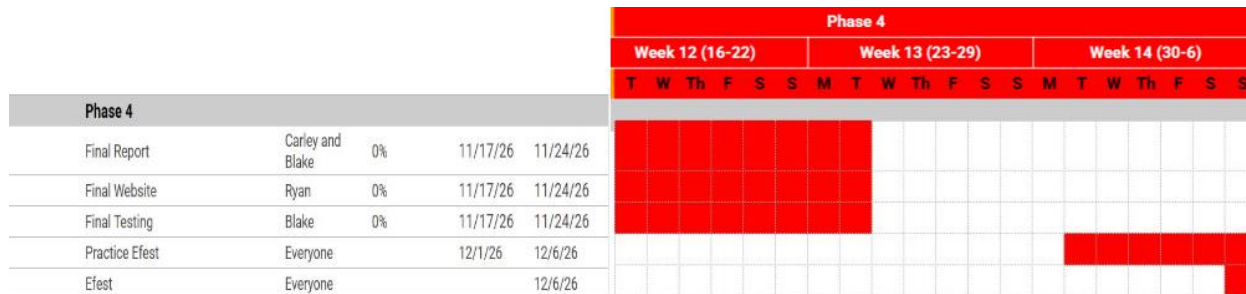 Phase 4
Week 12 (16-22) Week 13 (23-29) Week 14 (30-6)
T W Th F S S M T W Th F S S M T W Th F S S
Phase 4
Final Report Carley and Blake 0% 11/17/26 11/24/26
Final Website Ryan 0% 11/17/26 11/24/26
Final Testing Blake 0% 11/17/26 11/24/26
Practice Efest Everyone 12/1/26 12/6/26
Efest Everyone 12/6/26